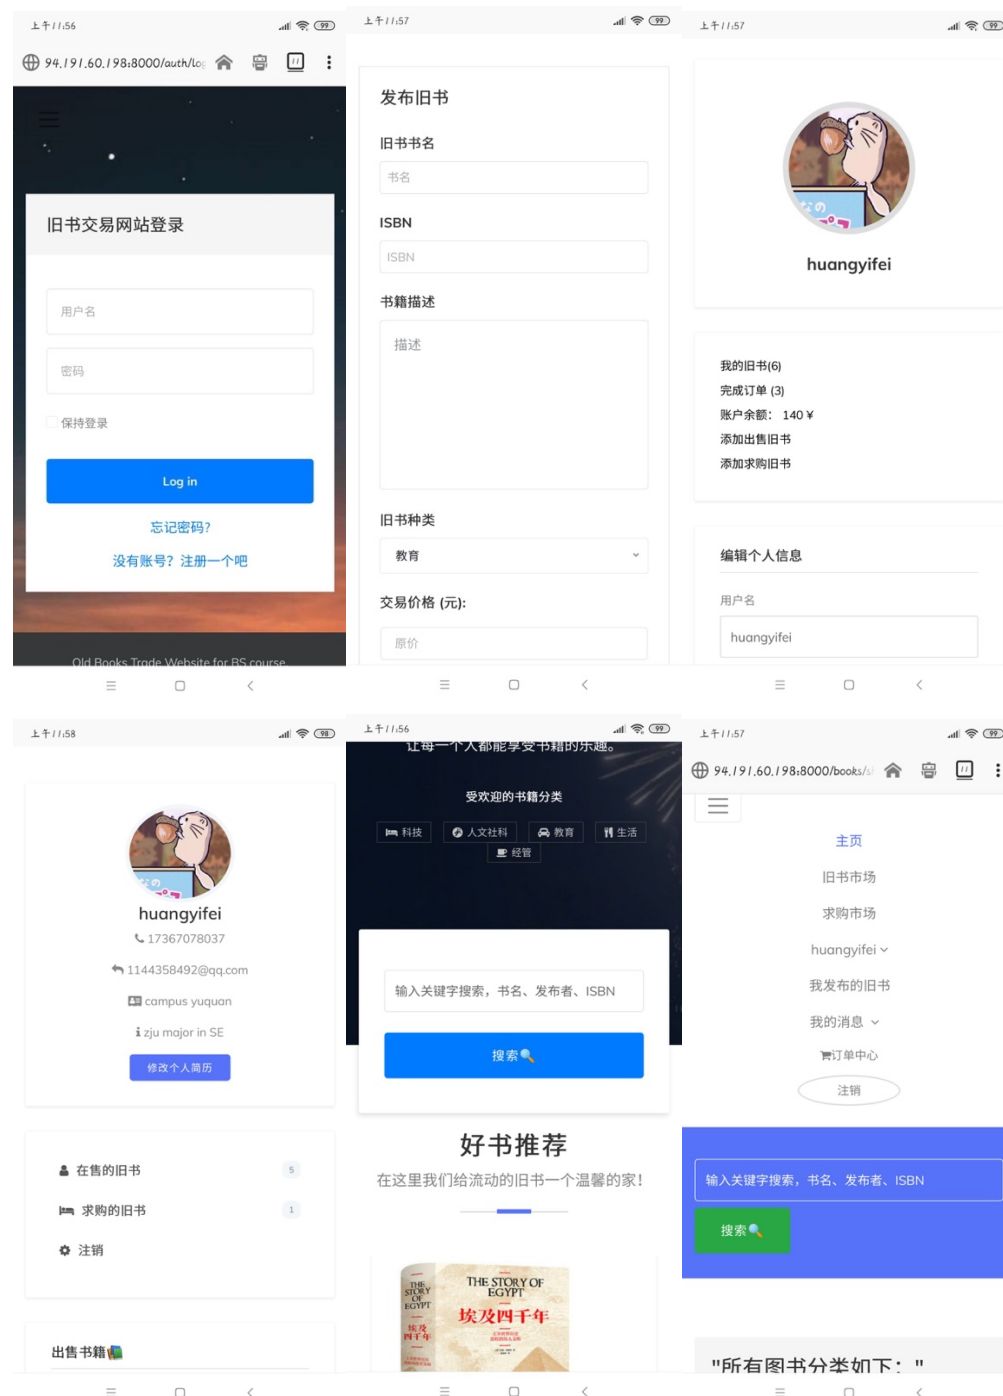 上午11:56
99
94.191.60.198:8000/auth/log
旧书交易网站登录
用户名
密码
保持登录
Log in
忘记密码?
没有账号? 注册一个吧
Old Books Trade Website for BS course.
上午11:57
99
发布旧书
旧书书名
书名
ISBN
ISBN
书籍描述
描述
旧书种类
教育
交易价格 (元):
原价
上午11:57
99
huangyifei
我的旧书(6)
完成订单 (3)
账户余额: 140 ¥
添加出售旧书
添加求购旧书
编辑个人信息
用户名
huangyifei
上午11:58
98
huangyifei
17367078037
1144358492@qq.com
campus yuquan
zju major in SE
修改个人简历
在售的旧书 5
求购的旧书 1
注销
出售书籍
上午11:56
99
让每一个人都能享受书籍的乐趣。
受欢迎的书籍分类
科技 人文社科 教育 生活
经管
输入关键字搜索，书名、发布者、ISBN
搜索
好书推荐
在这里我们给流动的旧书一个温馨的家!
THE STORY OF EGYPT
埃及四千年
THE STORY OF
EGYPT
埃及四千年
上午11:57
99
94.191.60.198:8000/books/s
主页
旧书市场
求购市场
huangyifei
我发布的旧书
我的消息
订单中心
注销
输入关键字搜索，书名、发布者、ISBN
搜索
"所有图书分类如下: "